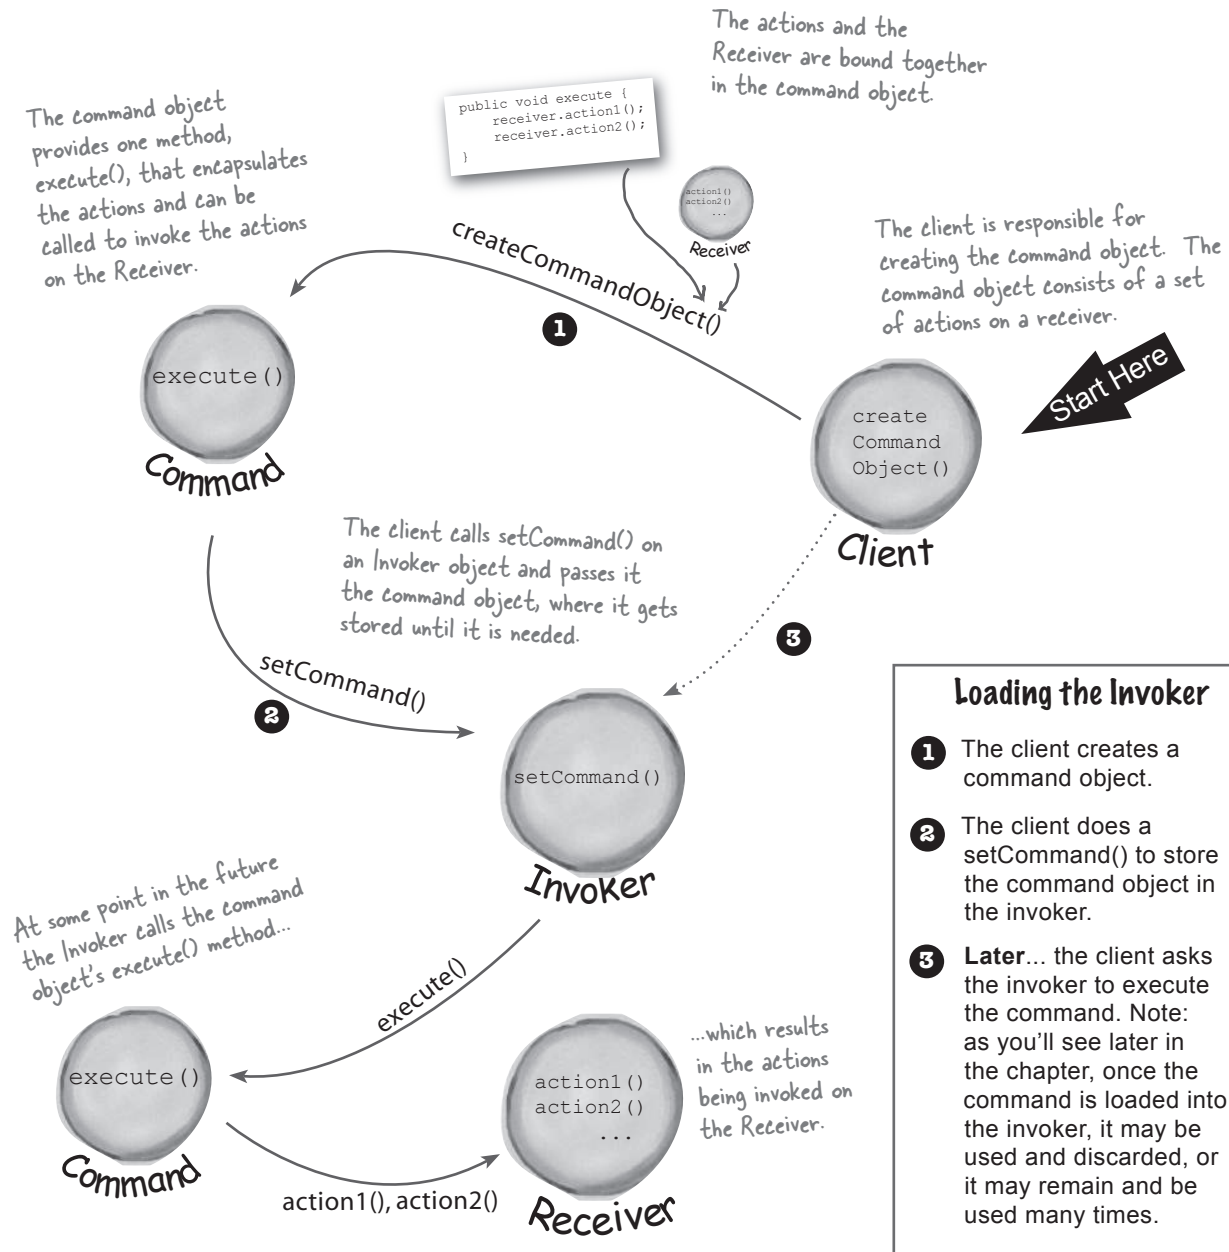 The actions and the
Receiver are bound together
in the command object.
The command object
provides one method,
execute(), that encapsulates
the actions and can be
called to invoke the actions
on the Receiver.
public void execute {
receiver.action1();
receiver.action2();
}
action1()
action2()
...
Receiver
The client is responsible for
creating the command object.  The
command object consists of a set
of actions on a receiver.
createCommandObject()
1
Start Here
execute()
Command
create
Command
Object()
Client
The client calls setCommand() on
an Invoker object and passes it
the command object, where it gets
stored until it is needed.
3
setCommand()
2
setCommand()
Invoker
At some point in the future
the Invoker calls the command
object's execute() method...
execute()
execute()
Command
action1(), action2()
action1()
action2()
...
Receiver
...which results
in the actions
being invoked on
the Receiver.
Loading the Invoker
1 The client creates a
command object.
2 The client does a
setCommand() to store
the command object in
the invoker.
3 Later... the client asks
the invoker to execute
the command. Note:
as you'll see later in
the chapter, once the
command is loaded into
the invoker, it may be
used and discarded, or
it may remain and be
used many times.